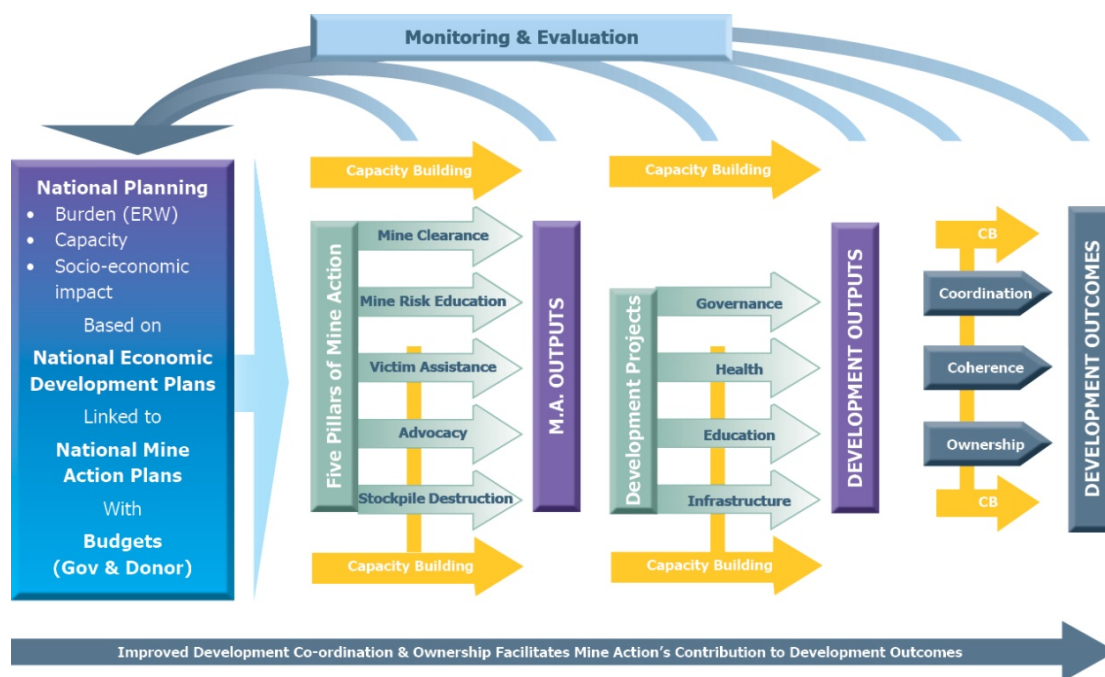 Monitoring & Evaluation
National Planning
• Burden (ERW)
• Capacity
• Socio-economic
impact
Based on
National Economic
Development Plans
Linked to
National Mine
Action Plans
With
Budgets
(Gov & Donor)
Capacity Building
Five Pillars of Mine Action
Mine Clearance
Mine Risk Education
Victim Assistance
Advocacy
Stockpile Destruction
Capacity Building
M.A. OUTPUTS
Capacity Building
Development Projects
Governance
Health
Education
Infrastructure
Capacity Building
DEVELOPMENT OUTPUTS
CB
Coordination
Coherence
Ownership
CB
DEVELOPMENT OUTCOMES
Improved Development Co-ordination & Ownership Facilitates Mine Action's Contribution to Development Outcomes